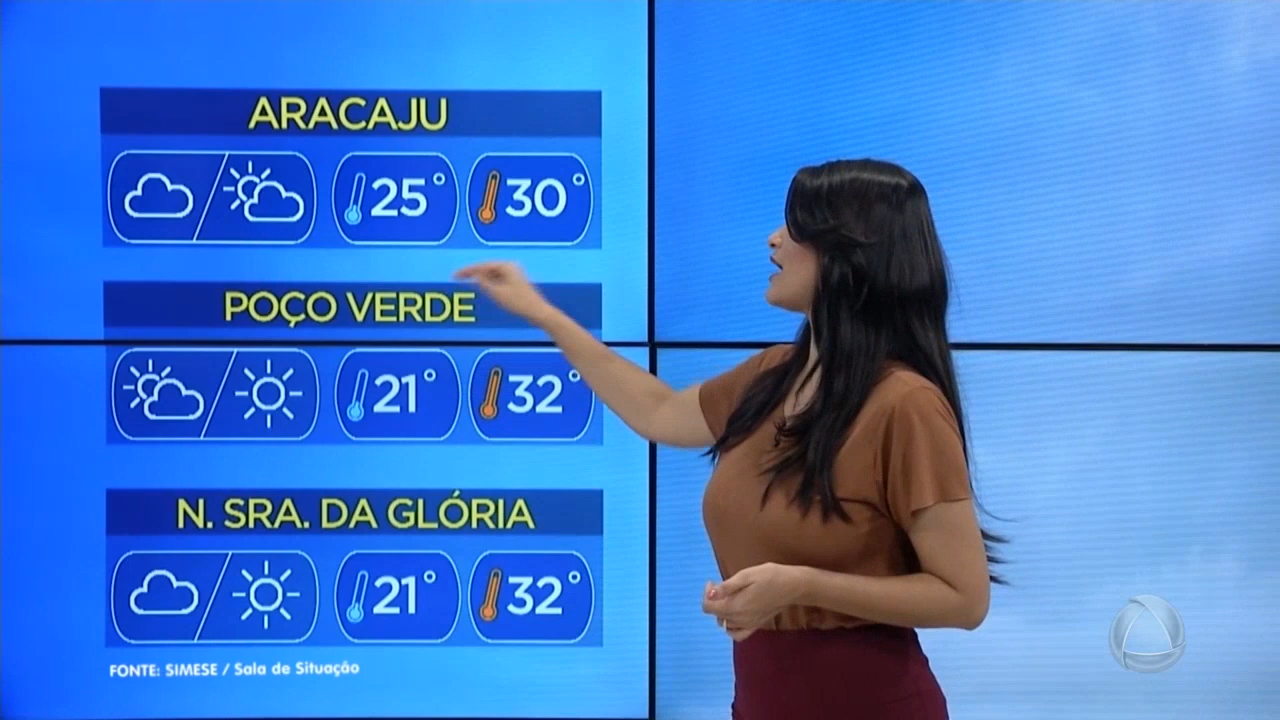 ARACAJU
25° 30°
POÇO VERDE
21° 32°
N. SRA. DA GLÓRIA
21° 32°
FONTE: SIMESE / Sala de Situação